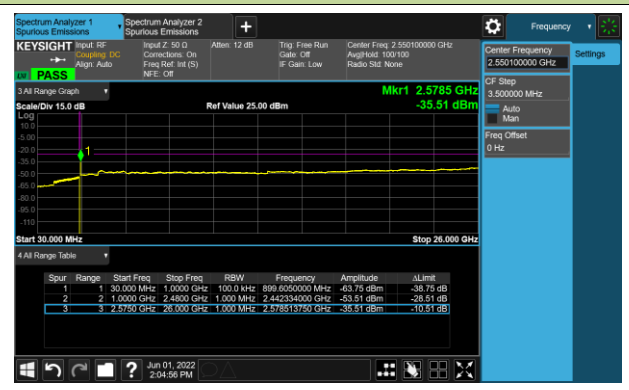 Spectrum Analyzer 1
Spurious Emissions
Spectrum Analyzer 2
Spurious Emissions
+
Frequency
KEYSIGHT
Input: RF
Coupling: DC
Align: Auto
Input Z: 50 Ω
Corrections: On
Freq Ref: Int (S)
NFE: Off
Atten: 12 dB
Trig: Free Run
Gate: Off
IF Gain: Low
Center Freq: 2.550100000 GHz
Avg|Hold: 100/100
Radio Std: None
LW
PASS
Center Frequency
2.550100000 GHz
Settings
CF Step
3.500000 MHz
Auto
Man
Freq Offset
0 Hz
3 All Range Graph
Mkr1 2.5785 GHz
Scale/Div 15.0 dB
Ref Value 25.00 dBm
-35.51 dBm
Log
10.0
-5.00
-20.0
-35.0
-50.0
-65.0
-80.0
-95.0
-110
1
Start 30.000 MHz
Stop 26.000 GHz
4 All Range Table
Spur Range Start Freq Stop Freq RBW Frequency Amplitude ΔLimit
1 1 30.000 MHz 1.0000 GHz 100.0 kHz 899.6050000 MHz -63.75 dBm -38.75 dB
2 2 1.0000 GHz 2.4800 GHz 1.000 MHz 2.442334000 GHz -53.51 dBm -28.51 dB
3 3 2.5750 GHz 26.000 GHz 1.000 MHz 2.578513750 GHz -35.51 dBm -10.51 dB
?
Jun 01, 2022
2:04:56 PM